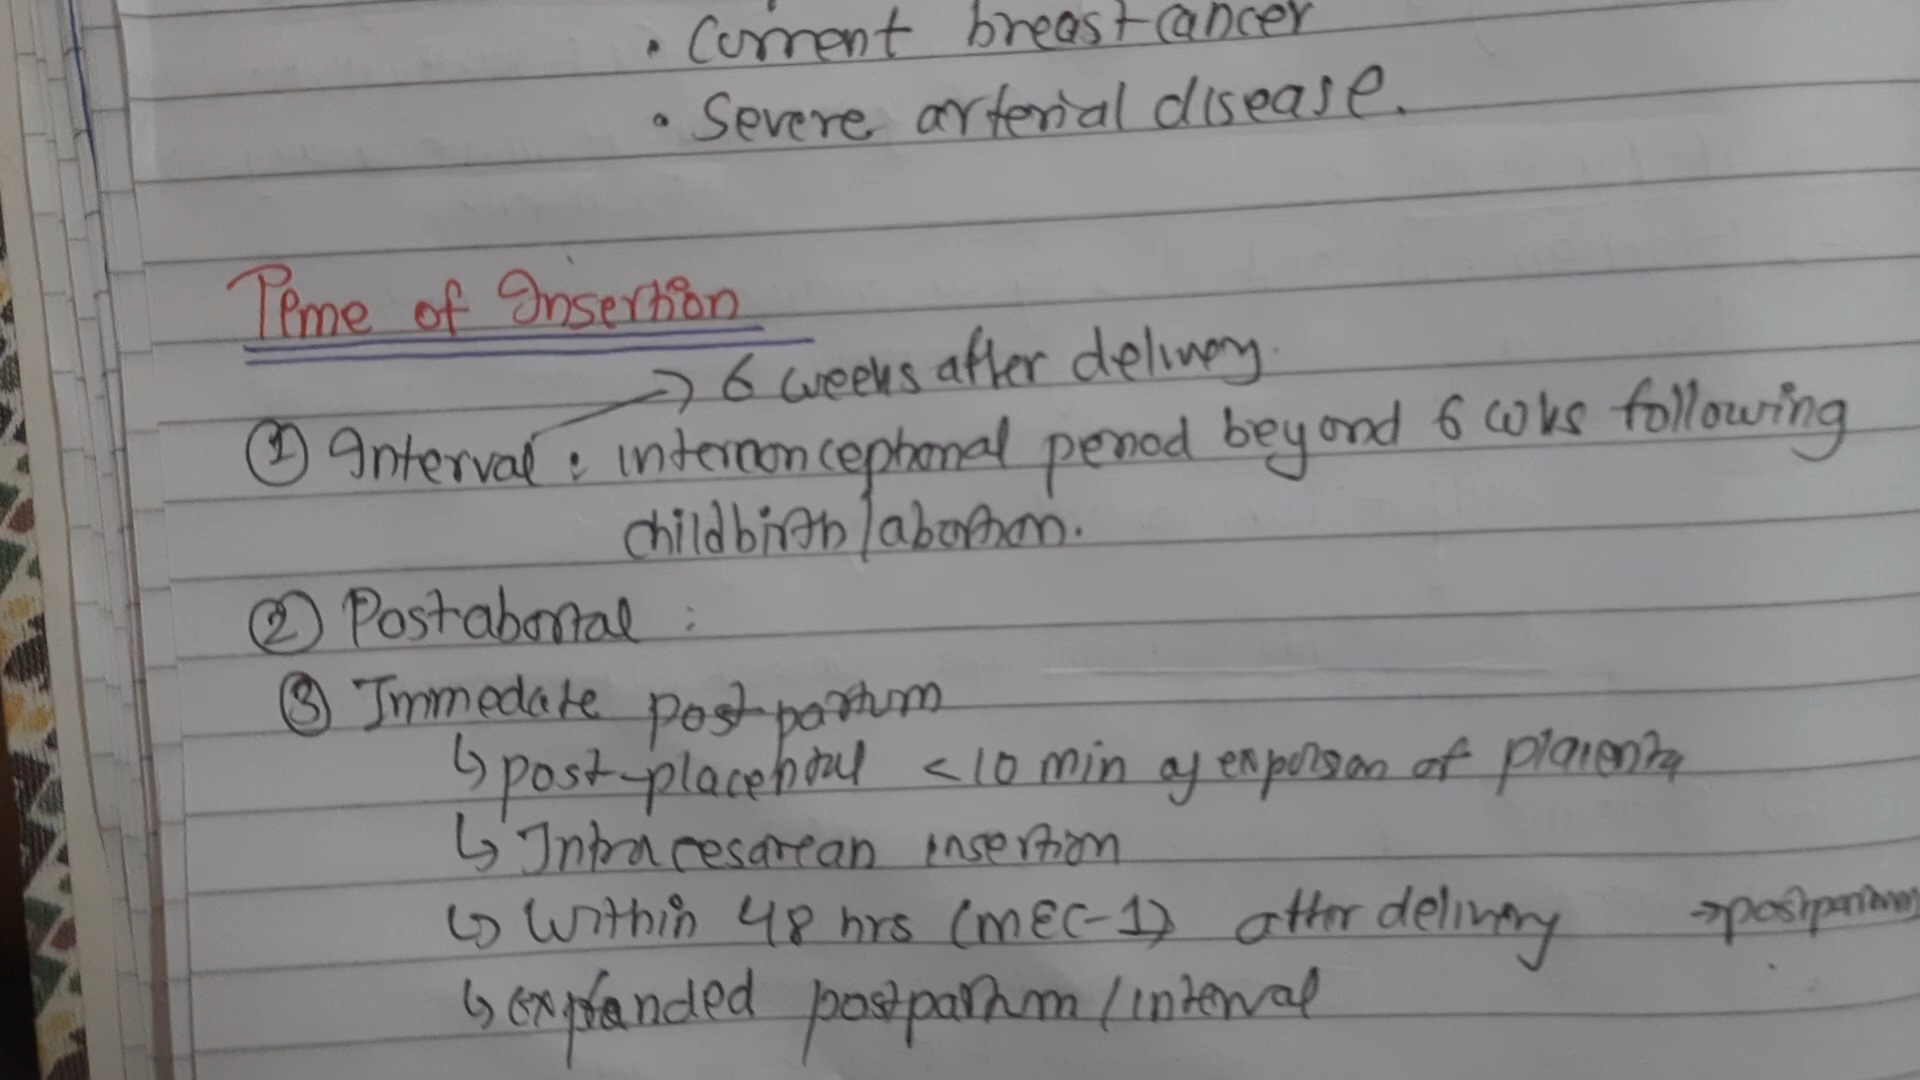 • Current breast cancer
• Severe arterial disease.
Time of Insertion
→ 6 weeks after delivery.
① Interval : interconceptional period beyond 6 wks following
childbirth/abortion.
② Postabortal :
③ Immediate post-partum
↳ post-placental <10 min of expulsion of placenta
↳ Intracesarean insertion
↳ Within 48 hrs (MEC-1) after delivery → postpartum
↳ expanded postpartum / interval